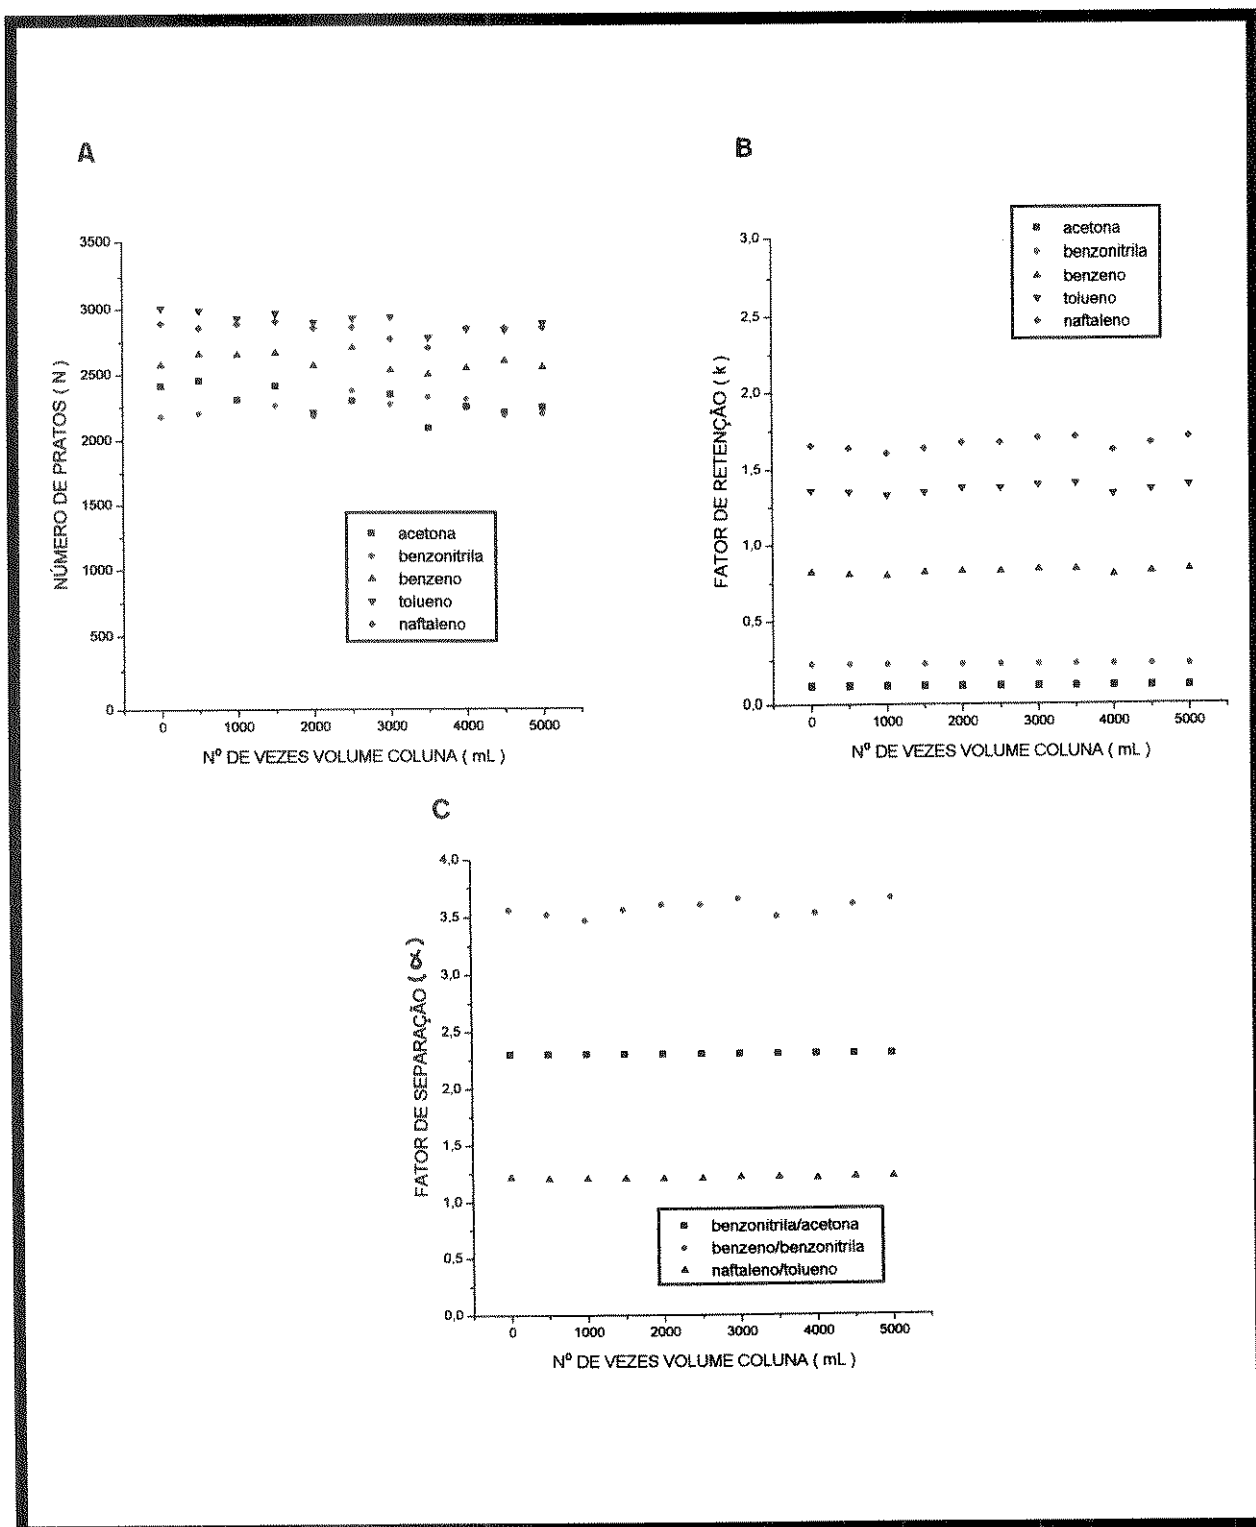 A
NÚMERO DE PRATOS ( N )
3500
3000
2500
2000
1500
1000
500
0
acetona
benzonitrila
benzeno
tolueno
naftaleno
0 1000 2000 3000 4000 5000
Nº DE VEZES VOLUME COLUNA ( mL )
B
FATOR DE RETENÇÃO ( k )
3,0
2,5
2,0
1,5
1,0
0,5
0,0
acetona
benzonitrila
benzeno
tolueno
naftaleno
0 1000 2000 3000 4000 5000
Nº DE VEZES VOLUME COLUNA ( mL )
C
FATOR DE SEPARAÇÃO ( α )
4,0
3,5
3,0
2,5
2,0
1,5
1,0
0,5
0,0
benzonitrila/acetona
benzeno/benzonitrila
naftaleno/tolueno
0 1000 2000 3000 4000 5000
Nº DE VEZES VOLUME COLUNA ( mL )